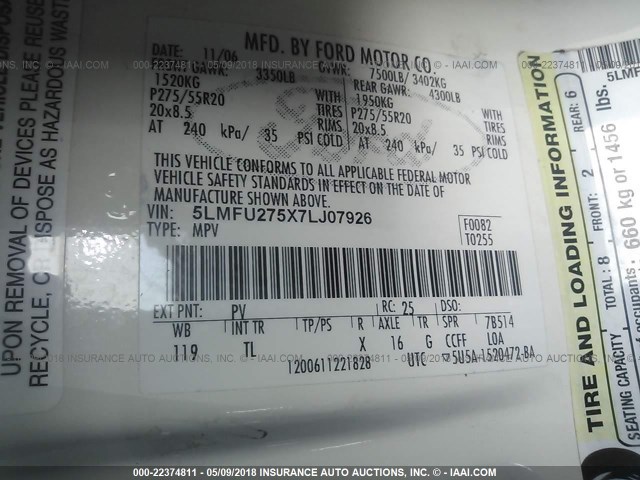 MFD. BY FORD MOTOR CO.
DATE: 11/06
FRONT GAWR: 3350LB
1520KG
GVWR: 7500LB/ 3402KG
REAR GAWR: 4300LB
1950KG
P275/55R20 WITH TIRES
20x8.5 RIMS
AT 240 kPa/ 35 PSI COLD
P275/55R20 WITH TIRES
20x8.5 RIMS
AT 240 kPa/ 35 PSI COLD
THIS VEHICLE CONFORMS TO ALL APPLICABLE FEDERAL MOTOR
VEHICLE SAFETY STANDARDS IN EFFECT ON THE DATE OF
MANUFACTURE SHOWN ABOVE.
VIN: 5LMFU275X7LJ07926
TYPE: MPV
F0082
T0255
EXT PNT: PV RC: 25 DSO:
WB INT TR TP/PS R AXLE TR SPR 7B514
119 TL X 16 G CCFF LOA
1200611221828 UTC 5U5A-1520472-BA
UPON REMOVAL OF DEVICES PLEASE REUSE,
RECYCLE, OR DISPOSE AS HAZARDOUS WASTE
5LMF
TIRE AND LOADING INFORMATION
SEATING CAPACITY TOTAL: 8 FRONT: 2 REAR: 6
660 kg or 1456 lbs.
000-22374811 - 05/09/2018 INSURANCE AUTO AUCTIONS, INC. - © IAAI.COM